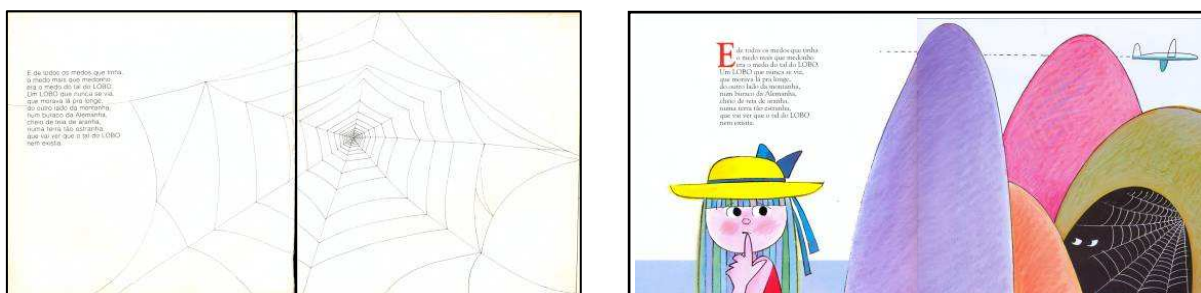 E de todos os medos que tinha
o medo mais que medonho
era o medo do tal do LOBO.
Um LOBO que nunca se via,
que morava lá pra longe,
do outro lado da montanha,
num buraco da Alemanha,
cheio de teia de aranha,
numa terra tão estranha,
que vai ver que o tal do LOBO
nem existia.
E de todos os medos que tinha
o medo mais que medonho
era o medo do tal do LOBO.
Um LOBO que nunca se via,
que morava lá pra longe,
do outro lado da montanha,
num buraco da Alemanha,
cheio de teia de aranha,
numa terra tão estranha,
que vai ver que o tal do LOBO
nem existia.